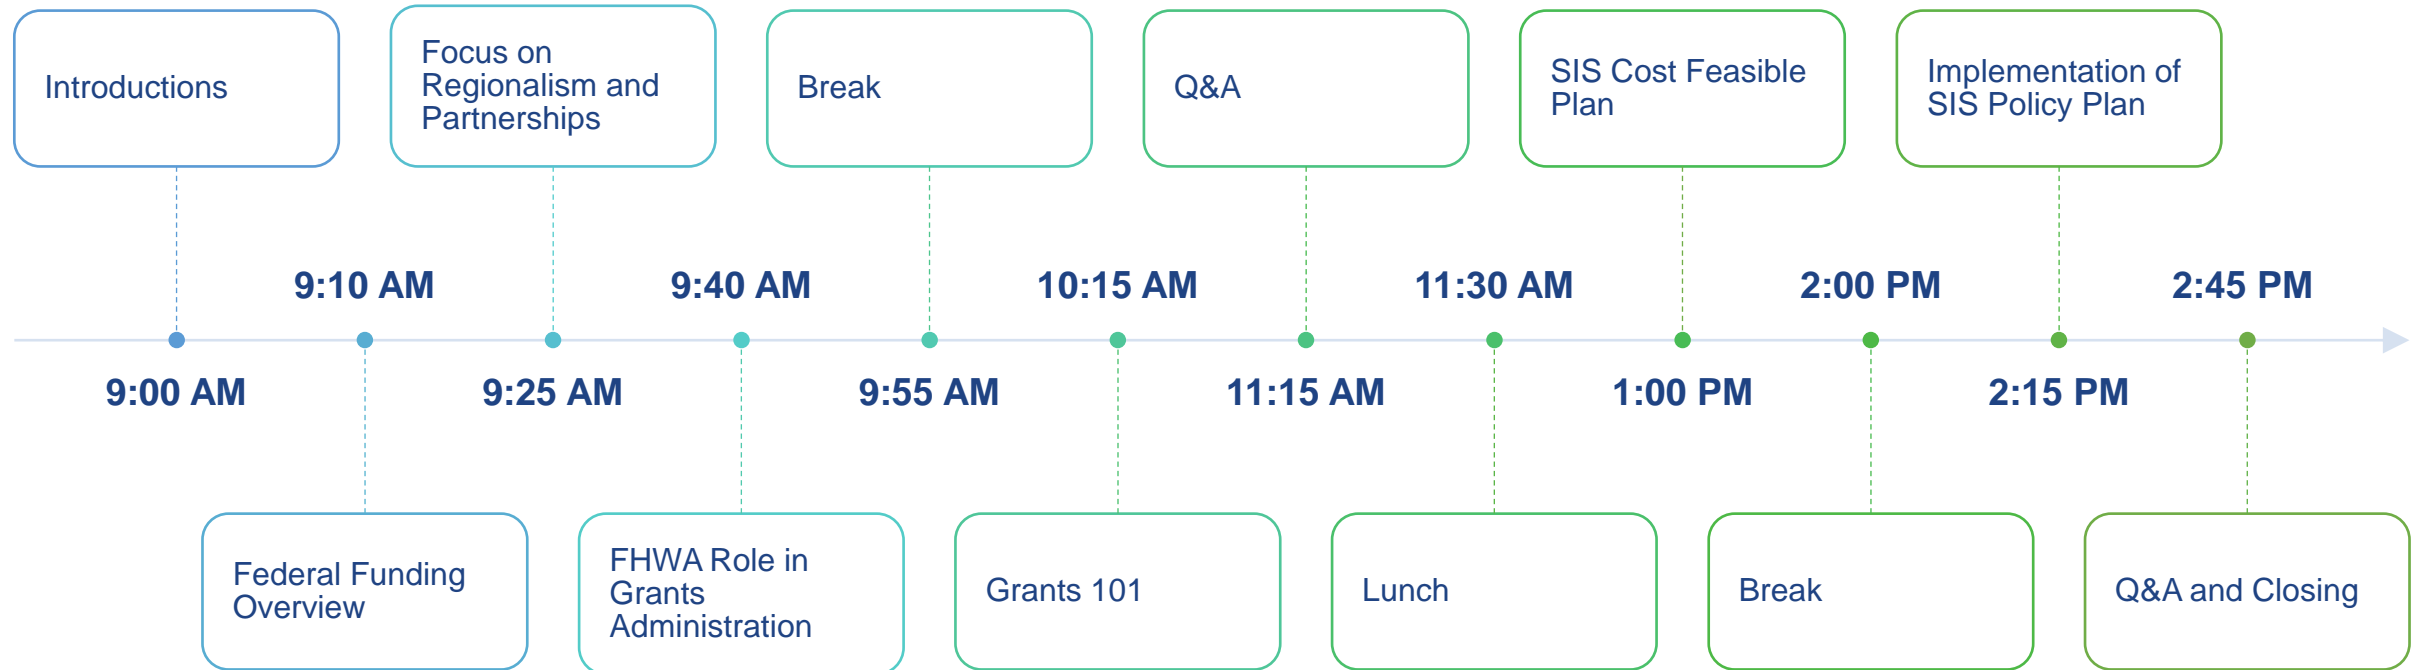 Introductions
Focus on
Regionalism and
Partnerships
Break
Q&A
SIS Cost Feasible
Plan
Implementation of
SIS Policy Plan
9:10 AM
9:40 AM
10:15 AM
11:30 AM
2:00 PM
2:45 PM
9:00 AM
9:25 AM
9:55 AM
11:15 AM
1:00 PM
2:15 PM
Federal Funding
Overview
FHWA Role in
Grants
Administration
Grants 101
Lunch
Break
Q&A and Closing